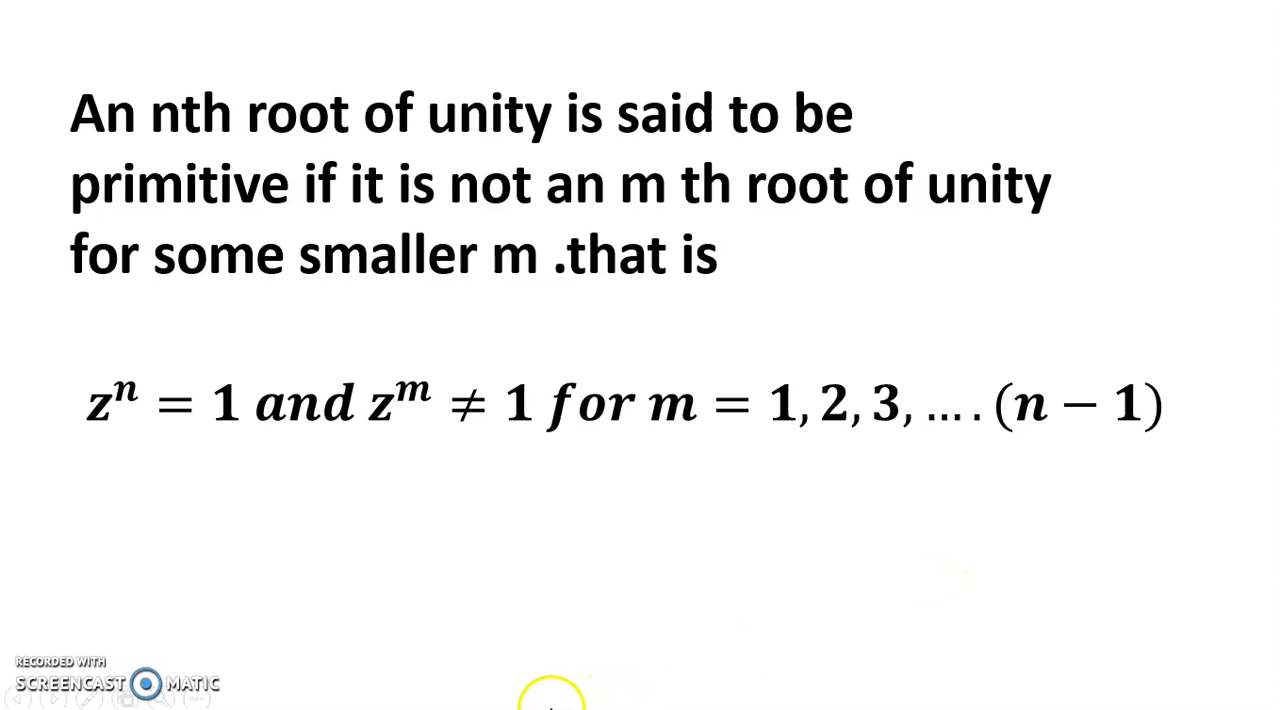 An nth root of unity is said to be
primitive if it is not an m th root of unity
for some smaller m .that is
zⁿ = 1 and zᵐ ≠ 1 for m = 1, 2, 3, … . (n − 1)
RECORDED WITH
SCREENCAST MATIC